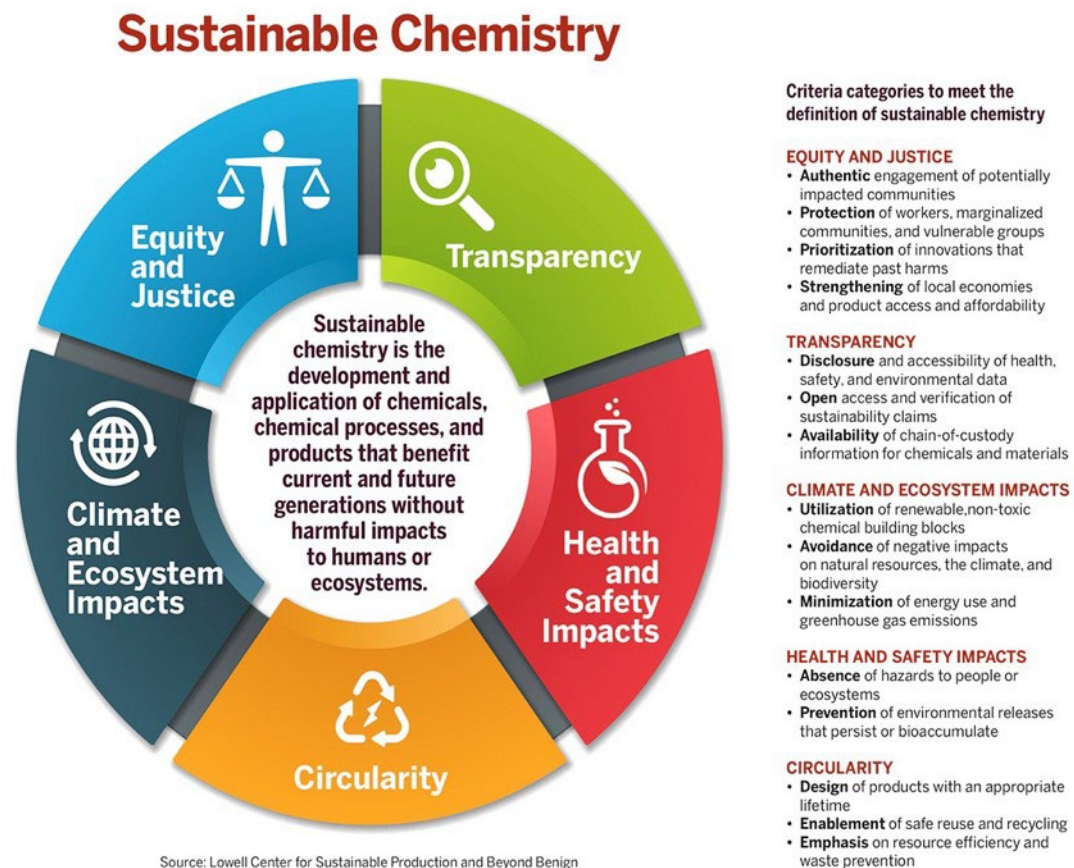 Sustainable Chemistry
Equity
and
Justice
Transparency
Health
and
Safety
Impacts
Circularity
Climate
and
Ecosystem
Impacts
Sustainable
chemistry is the
development and
application of chemicals,
chemical processes, and
products that benefit
current and future
generations without
harmful impacts
to humans or
ecosystems.
Criteria categories to meet the
definition of sustainable chemistry
EQUITY AND JUSTICE
• Authentic engagement of potentially
impacted communities
• Protection of workers, marginalized
communities, and vulnerable groups
• Prioritization of innovations that
remediate past harms
• Strengthening of local economies
and product access and affordability
TRANSPARENCY
• Disclosure and accessibility of health,
safety, and environmental data
• Open access and verification of
sustainability claims
• Availability of chain-of-custody
information for chemicals and materials
CLIMATE AND ECOSYSTEM IMPACTS
• Utilization of renewable,non-toxic
chemical building blocks
• Avoidance of negative impacts
on natural resources, the climate, and
biodiversity
• Minimization of energy use and
greenhouse gas emissions
HEALTH AND SAFETY IMPACTS
• Absence of hazards to people or
ecosystems
• Prevention of environmental releases
that persist or bioaccumulate
CIRCULARITY
• Design of products with an appropriate
lifetime
• Enablement of safe reuse and recycling
• Emphasis on resource efficiency and
waste prevention
Source: Lowell Center for Sustainable Production and Beyond Benign